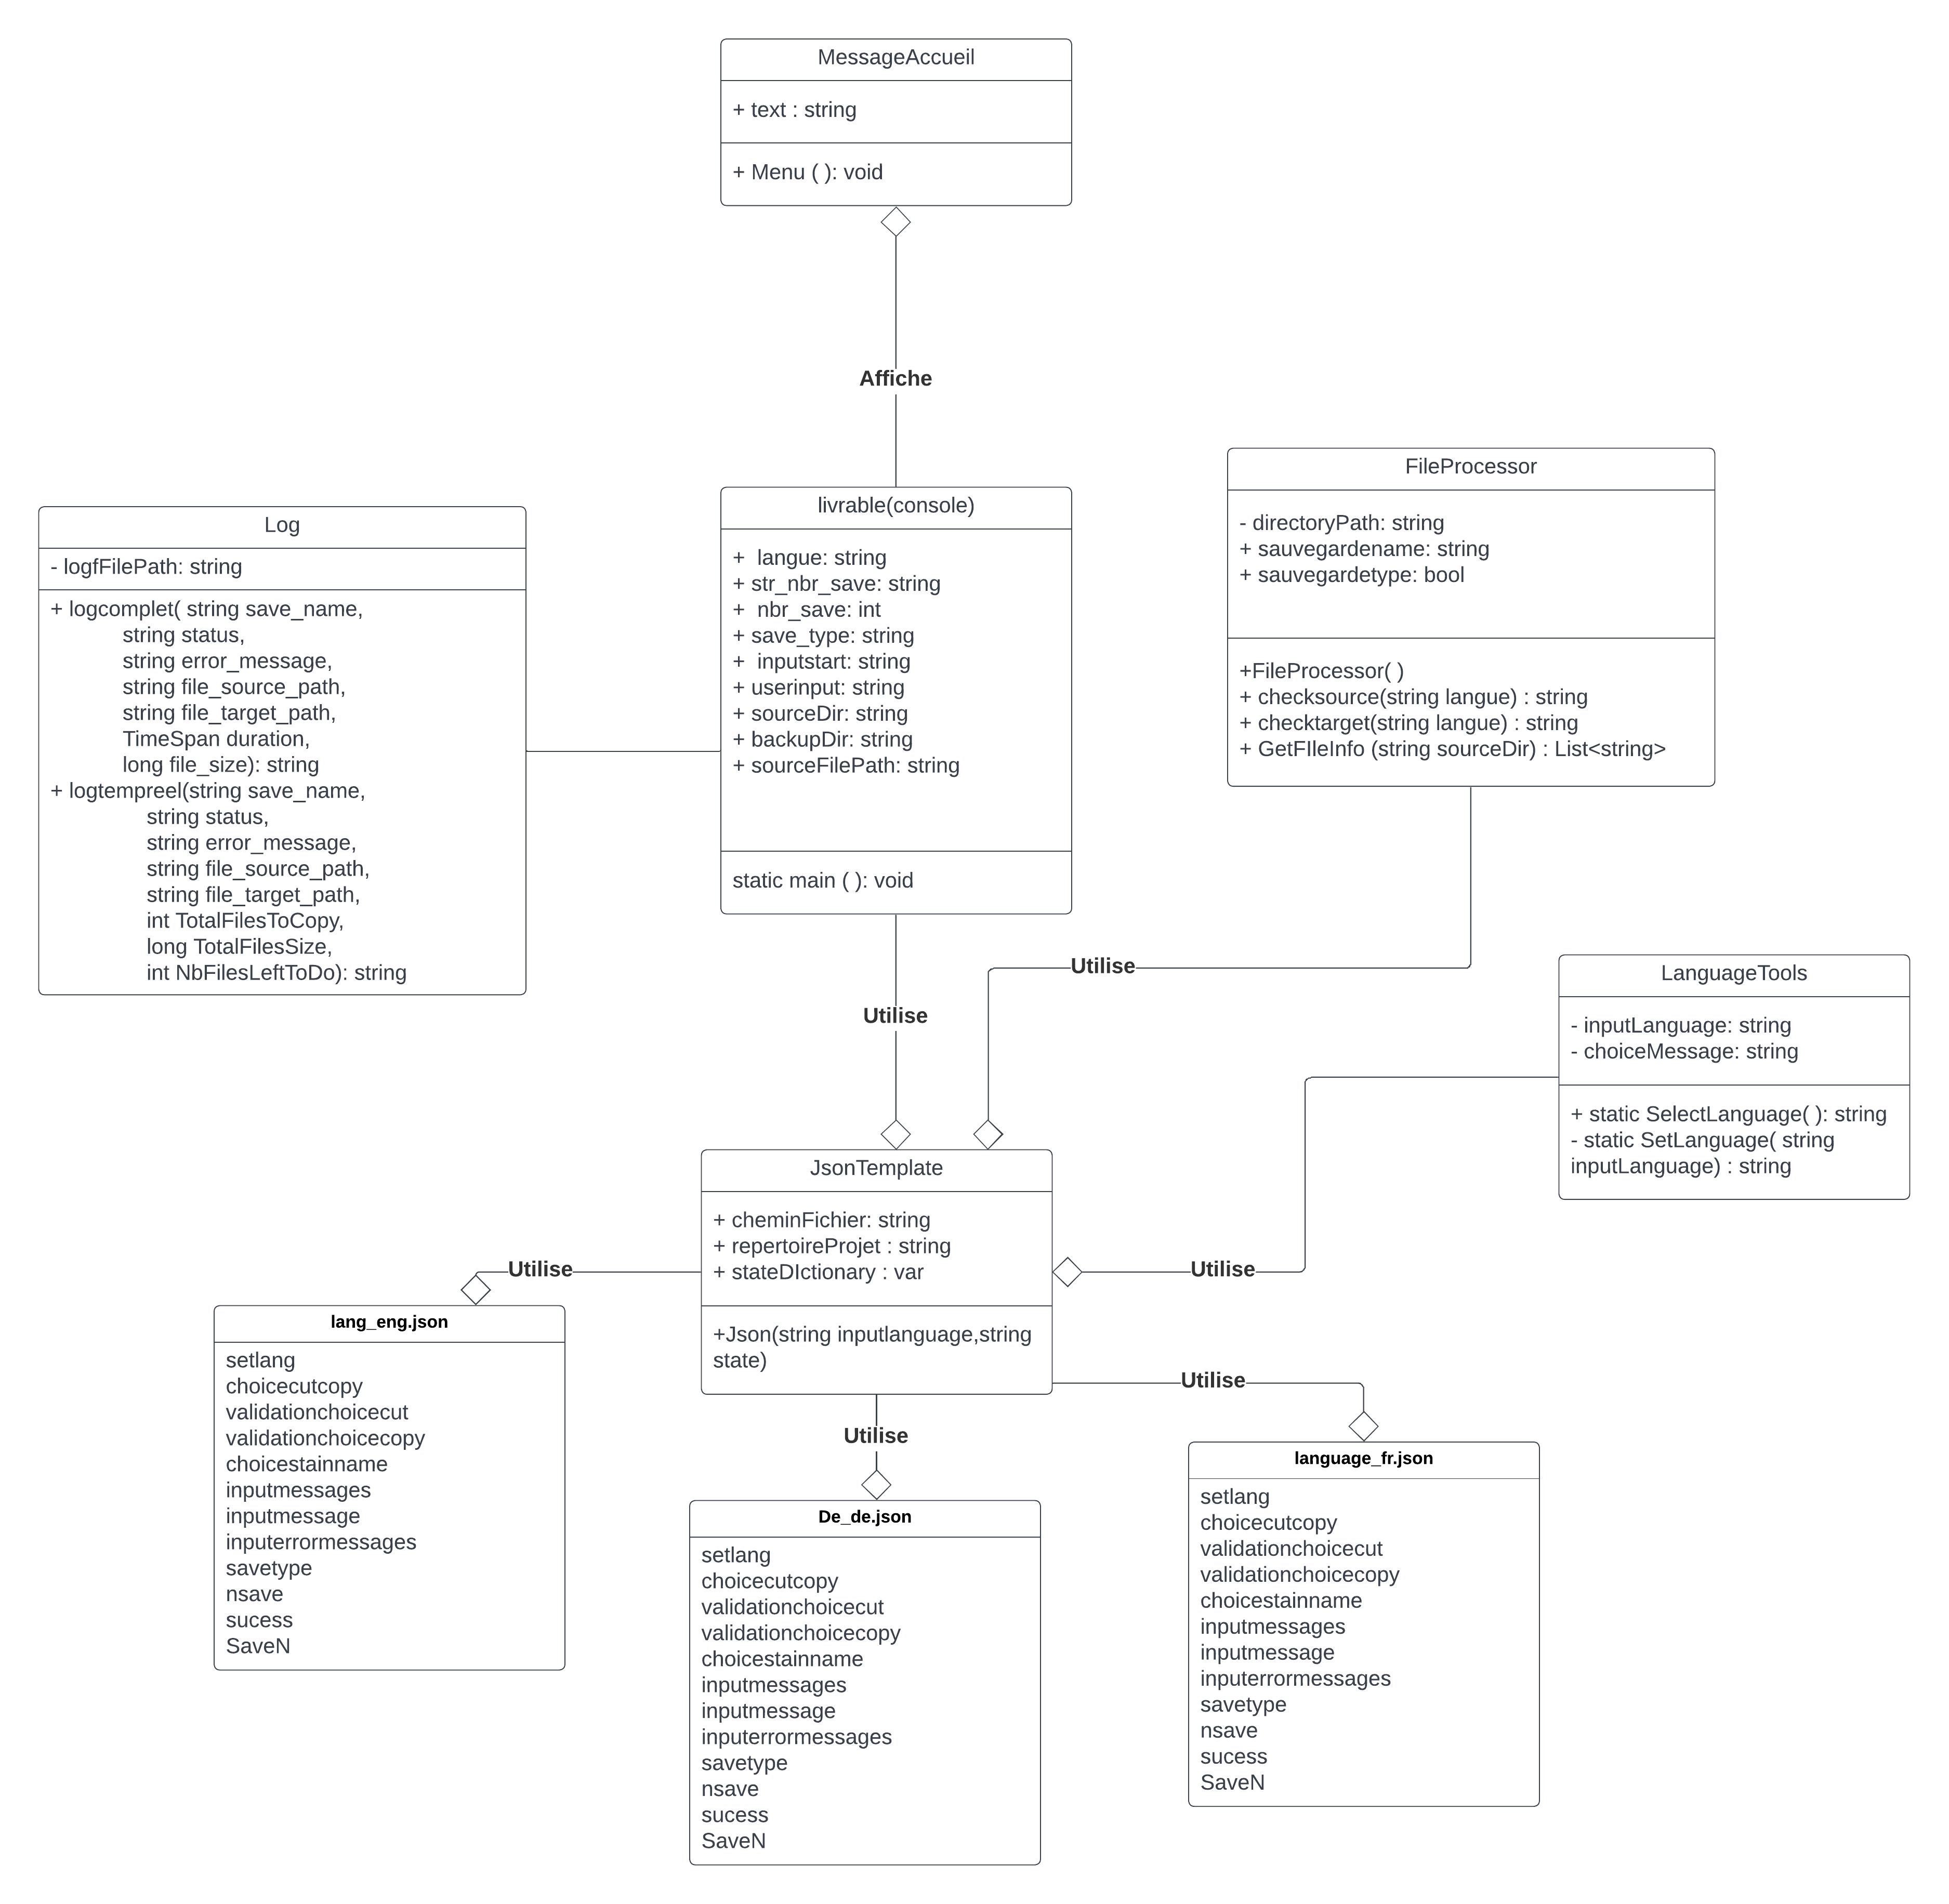 MessageAccueil
+ text : string
+ Menu ( ): void
Affiche
Log
- logfFilePath: string
+ logcomplet( string save_name,
string status,
string error_message,
string file_source_path,
string file_target_path,
TimeSpan duration,
long file_size): string
+ logtempreel(string save_name,
string status,
string error_message,
string file_source_path,
string file_target_path,
int TotalFilesToCopy,
long TotalFilesSize,
int NbFilesLeftToDo): string
livrable(console)
+  langue: string
+ str_nbr_save: string
+  nbr_save: int
+ save_type: string
+  inputstart: string
+ userinput: string
+ sourceDir: string
+ backupDir: string
+ sourceFilePath: string
static main ( ): void
FileProcessor
- directoryPath: string
+ sauvegardename: string
+ sauvegardetype: bool
+FileProcessor( )
+ checksource(string langue) : string
+ checktarget(string langue) : string
+ GetFIleInfo (string sourceDir) : List<string>
Utilise
Utilise
LanguageTools
- inputLanguage: string
- choiceMessage: string
+ static SelectLanguage( ): string
- static SetLanguage( string
inputLanguage) : string
JsonTemplate
+ cheminFichier: string
+ repertoireProjet : string
+ stateDIctionary : var
+Json(string inputlanguage,string
state)
Utilise
Utilise
Utilise
Utilise
lang_eng.json
setlang
choicecutcopy
validationchoicecut
validationchoicecopy
choicestainname
inputmessages
inputmessage
inputerrormessages
savetype
nsave
sucess
SaveN
De_de.json
setlang
choicecutcopy
validationchoicecut
validationchoicecopy
choicestainname
inputmessages
inputmessage
inputerrormessages
savetype
nsave
sucess
SaveN
language_fr.json
setlang
choicecutcopy
validationchoicecut
validationchoicecopy
choicestainname
inputmessages
inputmessage
inputerrormessages
savetype
nsave
sucess
SaveN